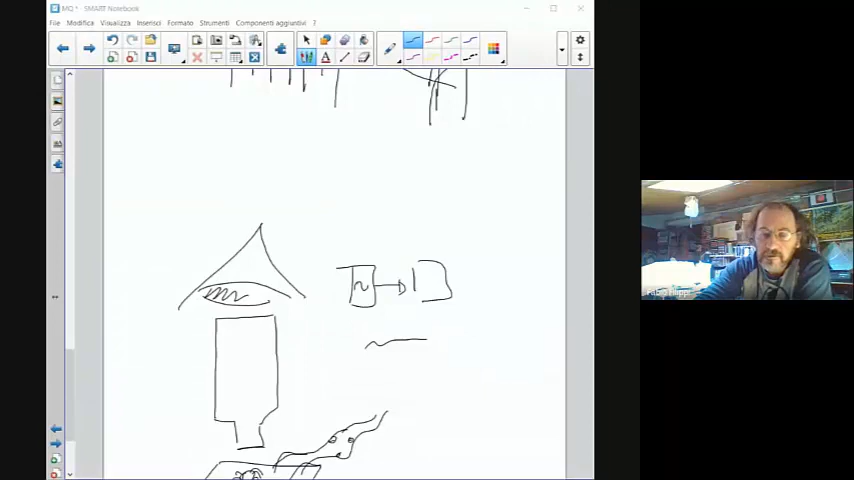 MQ * - SMART Notebook
File Modifica Visualizza Inserisci Formato Strumenti Componenti aggiuntivi ?
A